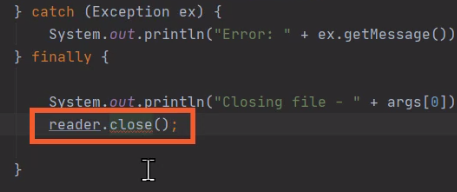 } catch (Exception ex) {
System.out.println("Error: " + ex.getMessage())
} finally {
System.out.println("Closing file - " + args[0])
reader.close();
}